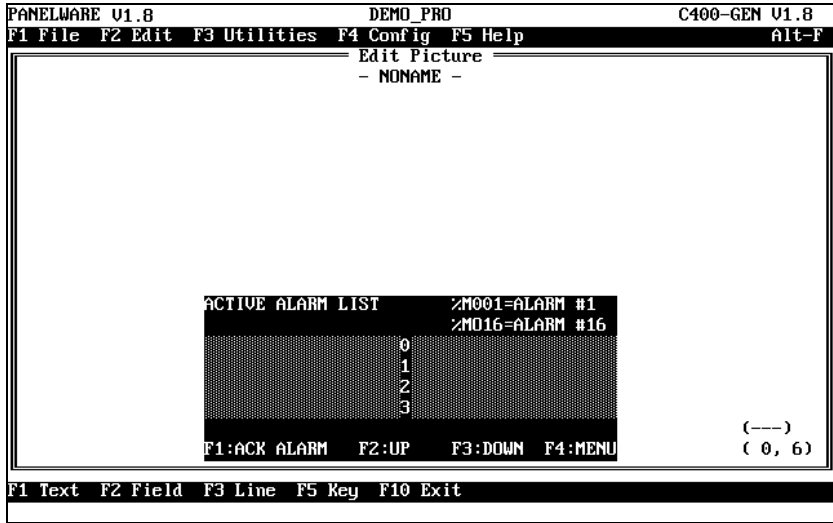 PANELWARE V1.8 DEMO_PRO C400-GEN V1.8
F1 File F2 Edit F3 Utilities F4 Config F5 Help Alt-F
Edit Picture
- NONAME -
ACTIVE ALARM LIST %M001=ALARM #1
%M016=ALARM #16
0
1
2
3
(---)
F1:ACK ALARM F2:UP F3:DOWN F4:MENU ( 0, 6)
F1 Text F2 Field F3 Line F5 Key F10 Exit